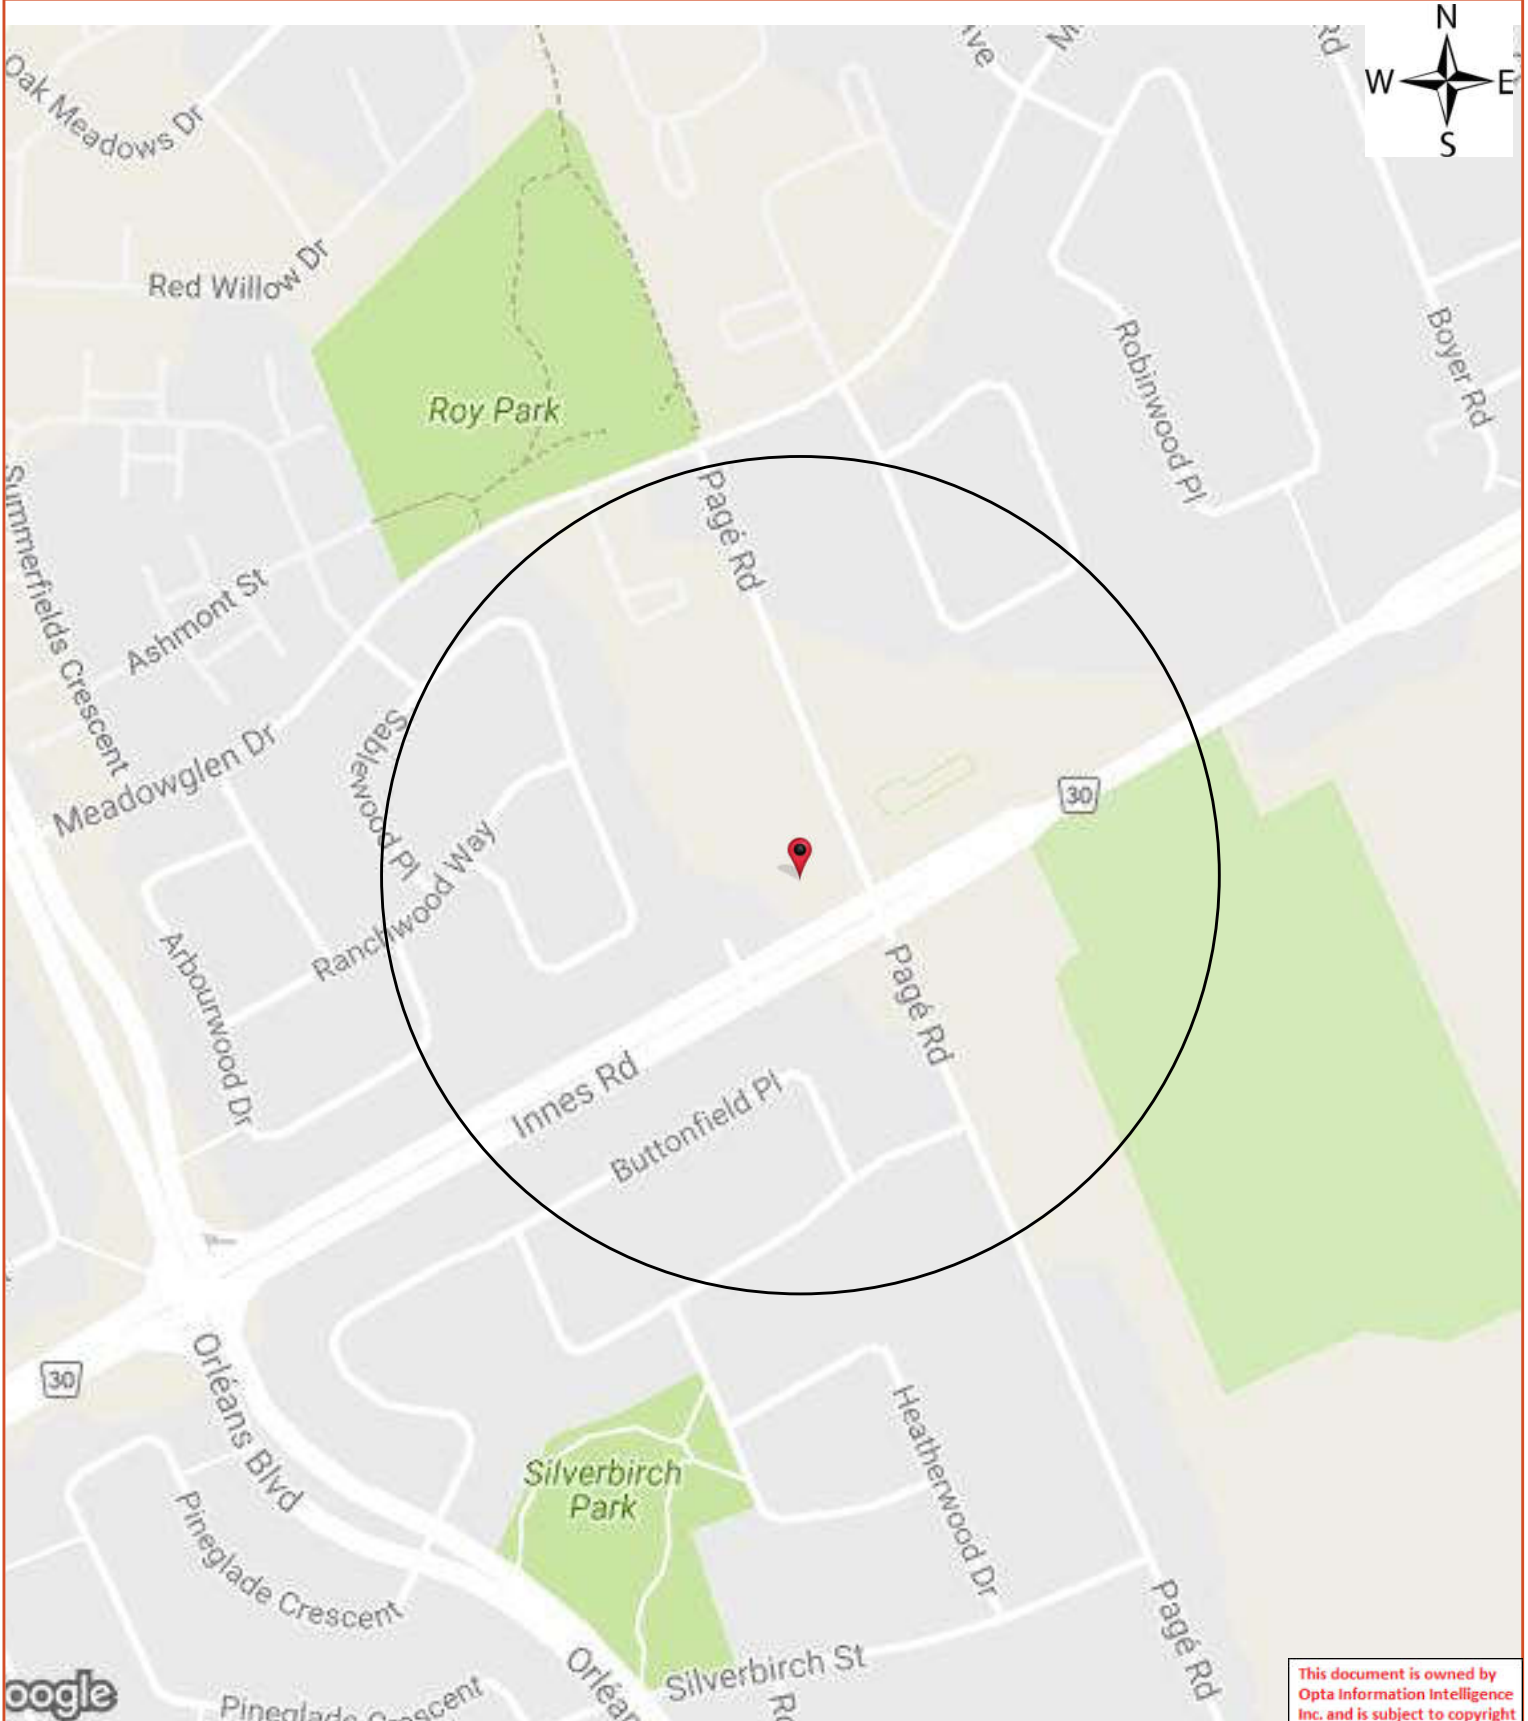 N
W E
S
Oak Meadows Dr
Red Willow Dr
Roy Park
Robinwood Pl
Boyer Rd
Rd
Pagé Rd
Summerfields Crescent
Ashmont St
Sablewood Pl
Meadowglen Dr
30
Ranchwood Way
Arbourwood Dr
Pagé Rd
Innes Rd
Buttonfield Pl
30
Orléans Blvd
Heatherwood Dr
Silverbirch
Park
Pineglade Crescent
Pagé Rd
Silverbirch St
Pineglade Crescent
This document is owned by
Opta Information Intelligence
Inc. and is subject to copyright